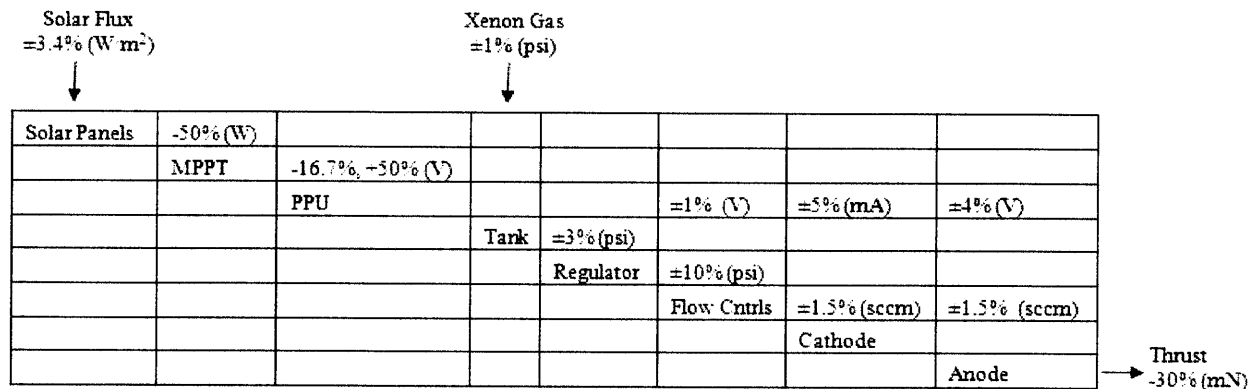 Solar Flux
±3.4% (W m²)
Xenon Gas
±1% (psi)
Solar Panels -50% (W)
MPPT -16.7%, +50% (V)
PPU ±1% (V) ±5% (mA) ±4% (V)
Tank ±3% (psi)
Regulator ±10% (psi)
Flow Cntrls ±1.5% (sccm) ±1.5% (sccm)
Cathode
Anode
Thrust
-30% (mN)